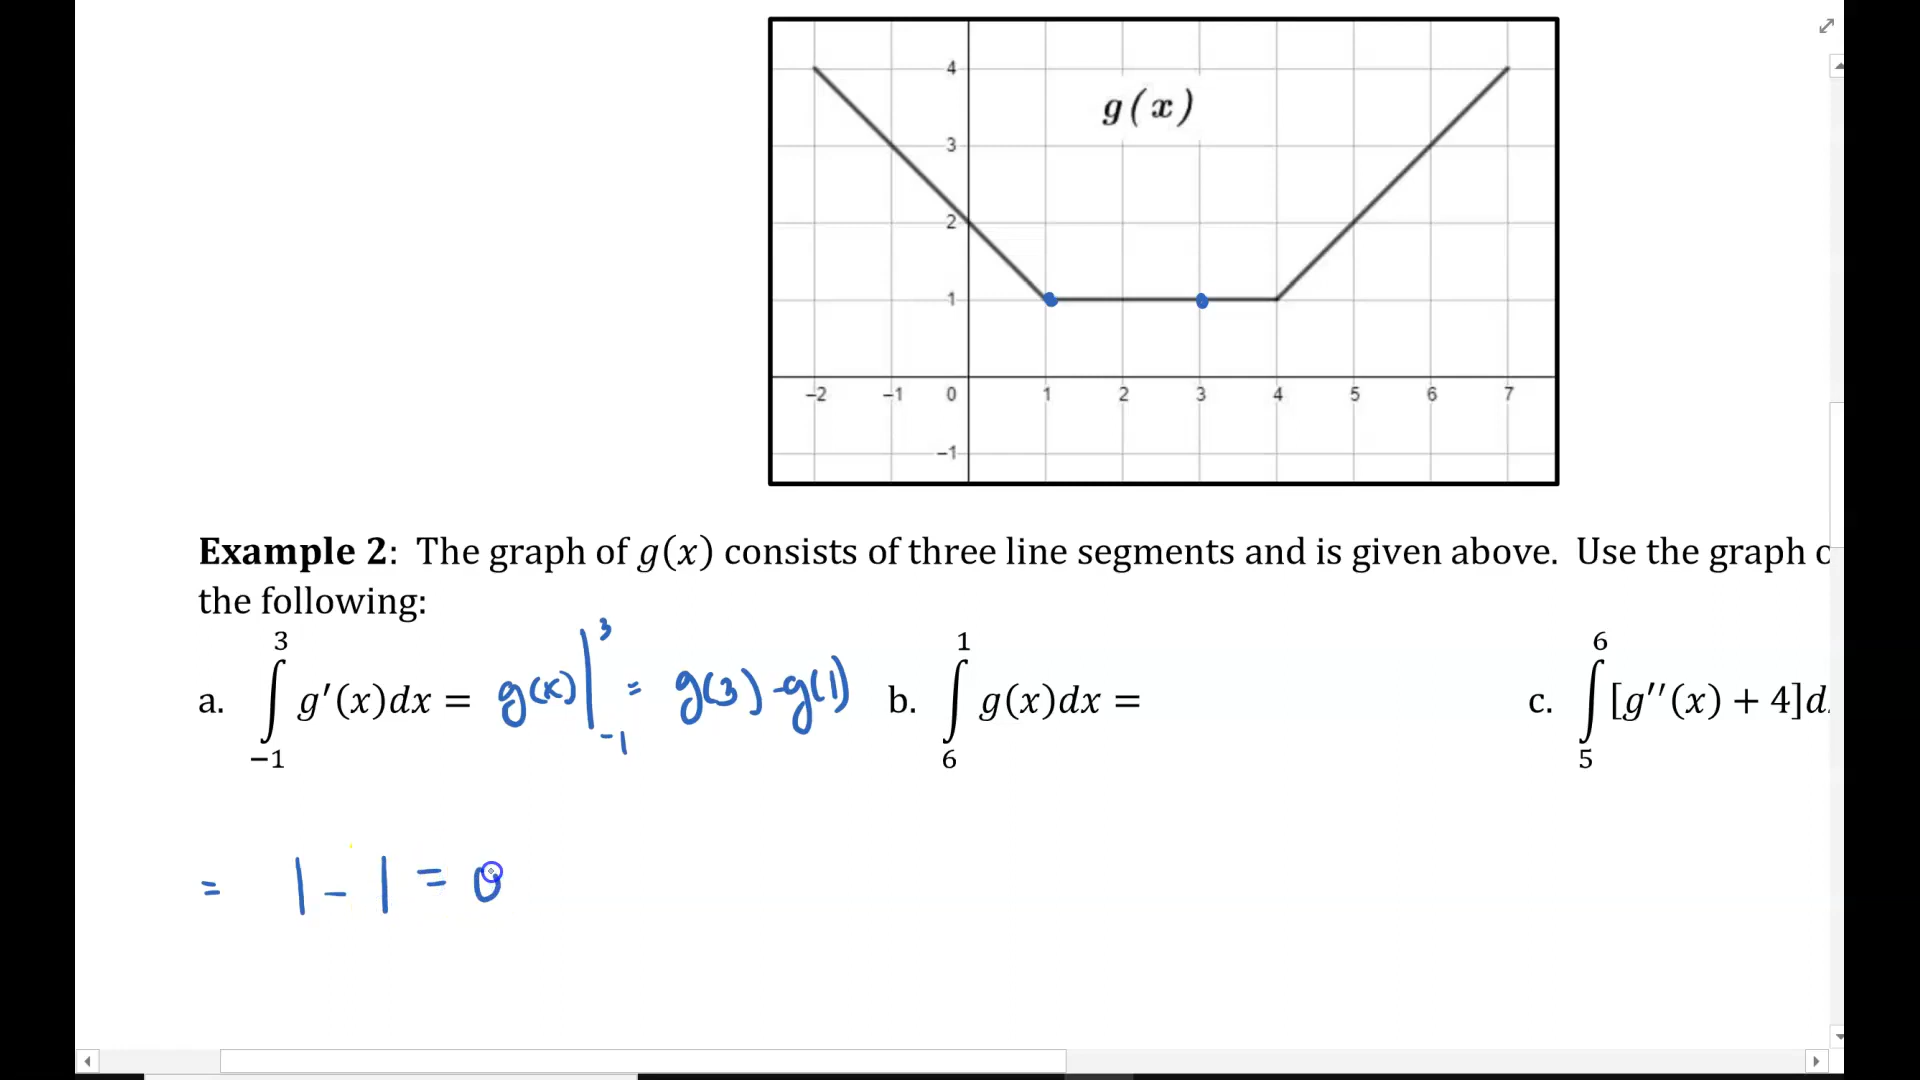 g(x)
4
3
2
1
-1
-2 -1 0 1 2 3 4 5 6 7
Example 2: The graph of g(x) consists of three line segments and is given above. Use the graph o
the following:
a. ∫_{-1}^{3} g′(x)dx = g(x)|_{-1}^{3} = g(3) - g(1)
b. ∫_{6}^{1} g(x)dx =
c. ∫_{5}^{6} [g′′(x) + 4]d
= 1 - 1 = 0